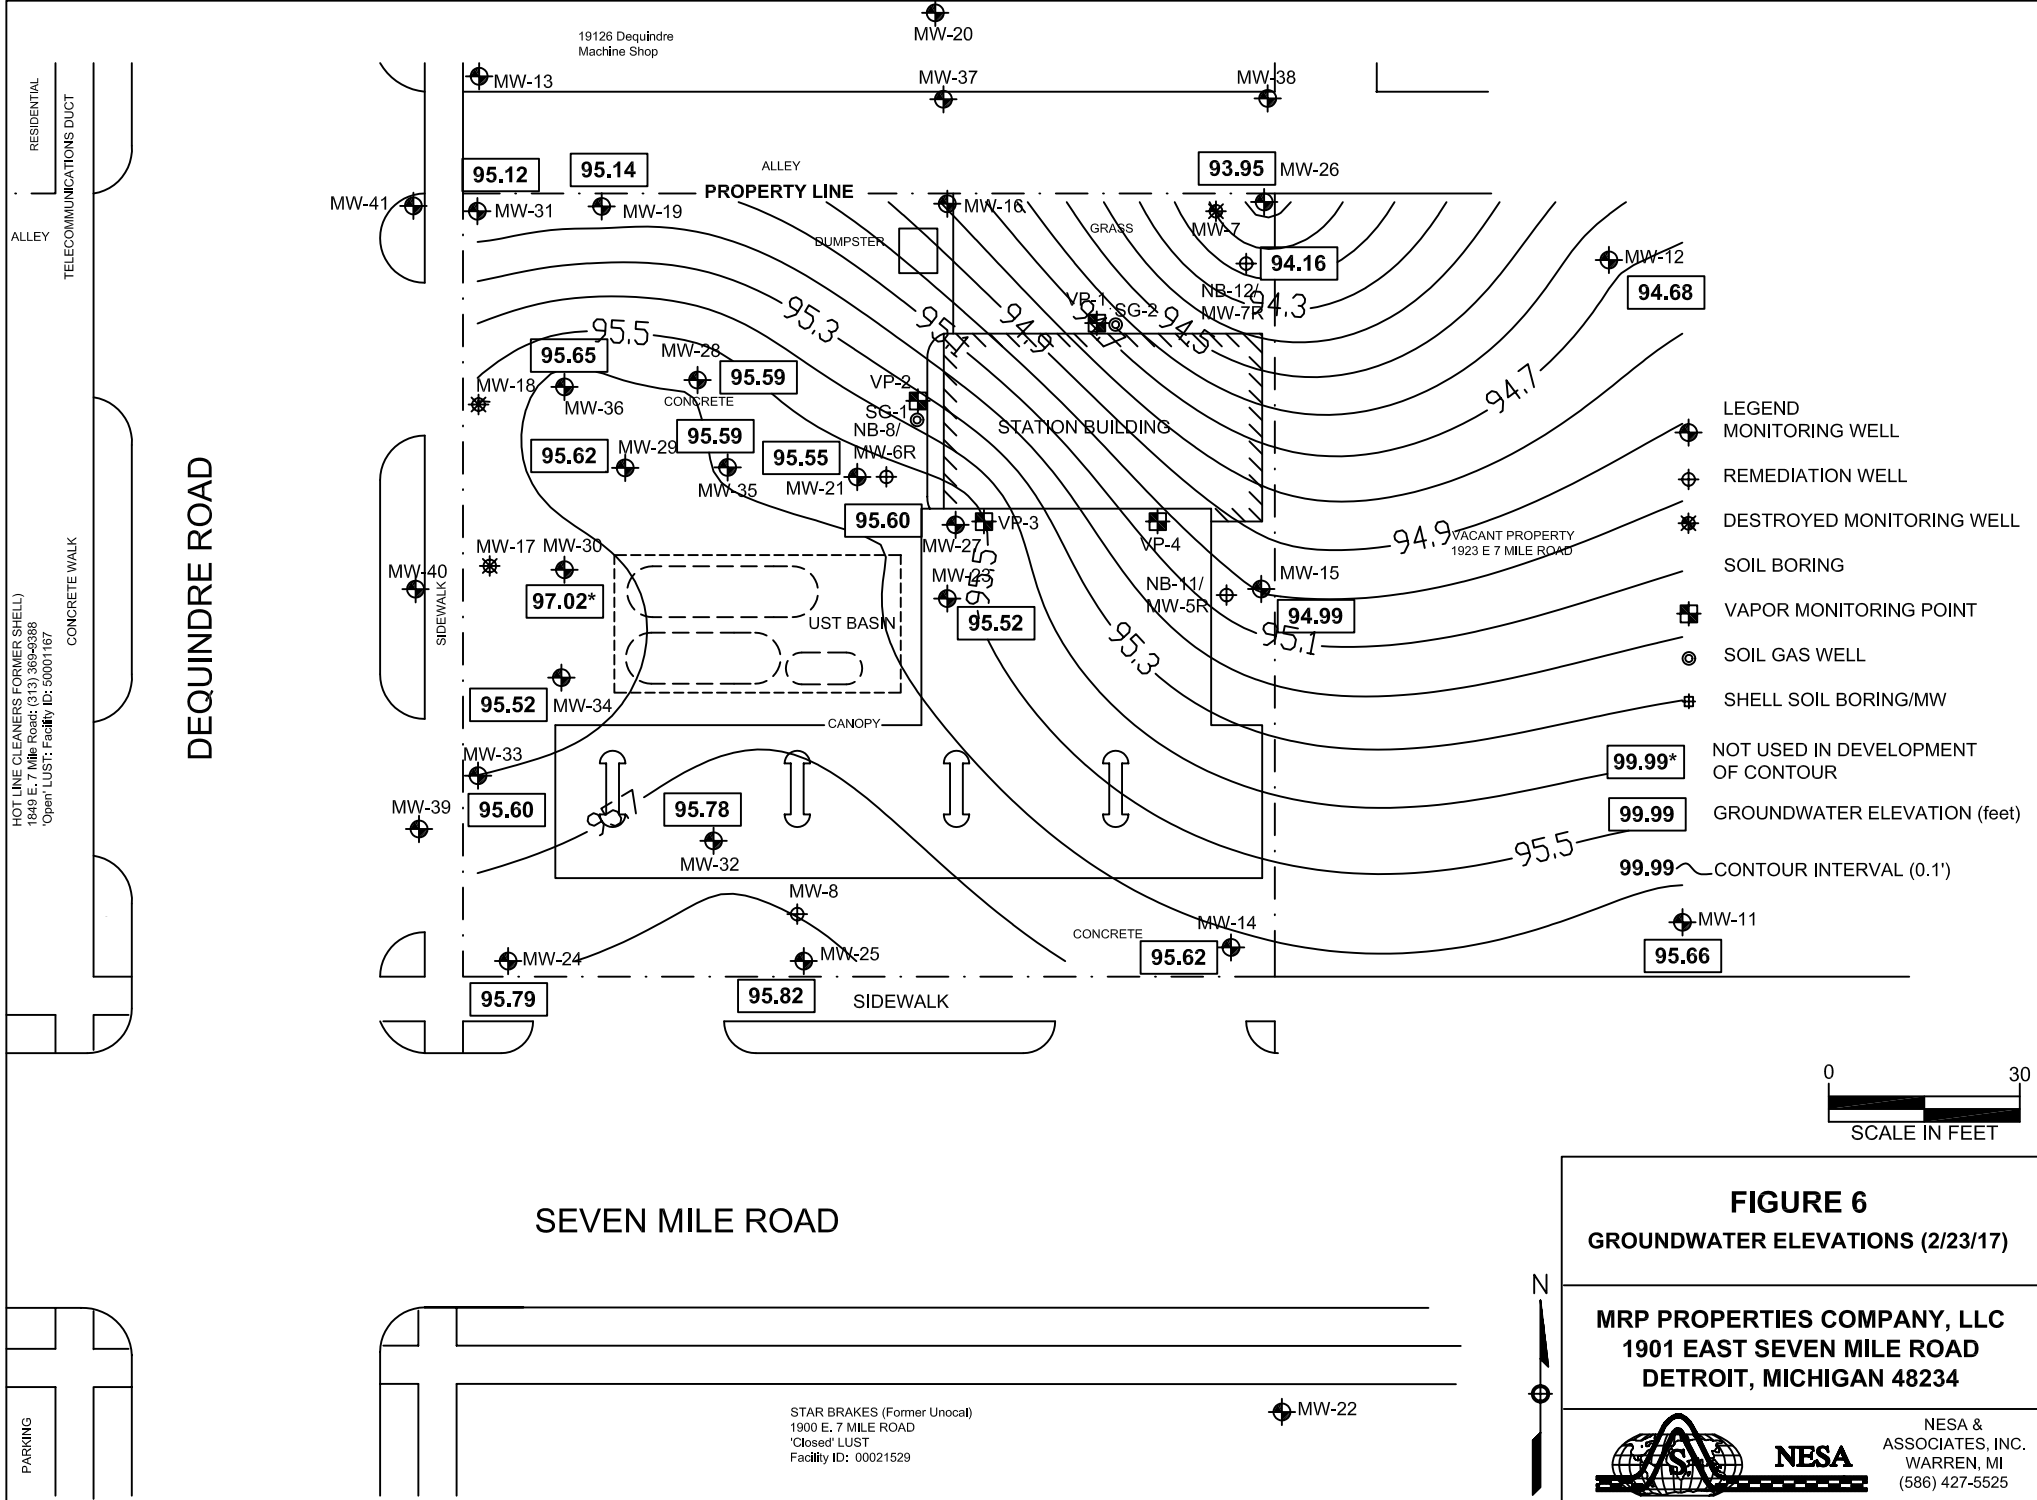 19126 Dequindre
Machine Shop
MW-20
MW-13
MW-37
MW-38
RESIDENTIAL
TELECOMMUNICATIONS DUCT
ALLEY
95.12
95.14
ALLEY
PROPERTY LINE
93.95
MW-26
MW-41
MW-31
MW-19
MW-16
GRASS
MW-7
DUMPSTER
94.16
MW-12
94.68
NB-12/
MW-7R
94.3
VP-1
SG-2
95.5
95.3
95.1
94.9
94.7
94.5
95.65
MW-28
95.59
MW-18
MW-36
CONCRETE
VP-2
SG-1
NB-8/
MW-6R
STATION BUILDING
94.7
95.62
MW-29
95.59
MW-35
95.55
MW-21
LEGEND
MONITORING WELL
REMEDIATION WELL
DESTROYED MONITORING WELL
SOIL BORING
VAPOR MONITORING POINT
SOIL GAS WELL
SHELL SOIL BORING/MW
99.99*
NOT USED IN DEVELOPMENT
OF CONTOUR
99.99
GROUNDWATER ELEVATION (feet)
99.99
CONTOUR INTERVAL (0.1')
DEQUINDRE ROAD
CONCRETE WALK
HOT LINE CLEANERS FORMER SHELL)
1849 E. 7 Mile Road: (313) 369-9388
'Open' LUST: Facility ID: 50001167
95.60
MW-27
VP-3
VP-4
94.9
VACANT PROPERTY
1923 E 7 MILE ROAD
MW-17
MW-30
MW-40
SIDEWALK
97.02*
UST BASIN
MW-23
95.5
95.52
NB-11/
MW-5R
MW-15
94.99
95.1
95.3
95.52
MW-34
CANOPY
MW-33
95.60
MW-39
95.7
95.78
MW-32
95.5
MW-8
MW-24
95.79
MW-25
95.82
SIDEWALK
CONCRETE
MW-14
95.62
MW-11
95.66
0 30
SCALE IN FEET
SEVEN MILE ROAD
N
FIGURE 6
GROUNDWATER ELEVATIONS (2/23/17)
MRP PROPERTIES COMPANY, LLC
1901 EAST SEVEN MILE ROAD
DETROIT, MICHIGAN 48234
PARKING
STAR BRAKES (Former Unocal)
1900 E. 7 MILE ROAD
'Closed' LUST
Facility ID: 00021529
MW-22
S.
NESA
NESA &
ASSOCIATES, INC.
WARREN, MI
(586) 427-5525